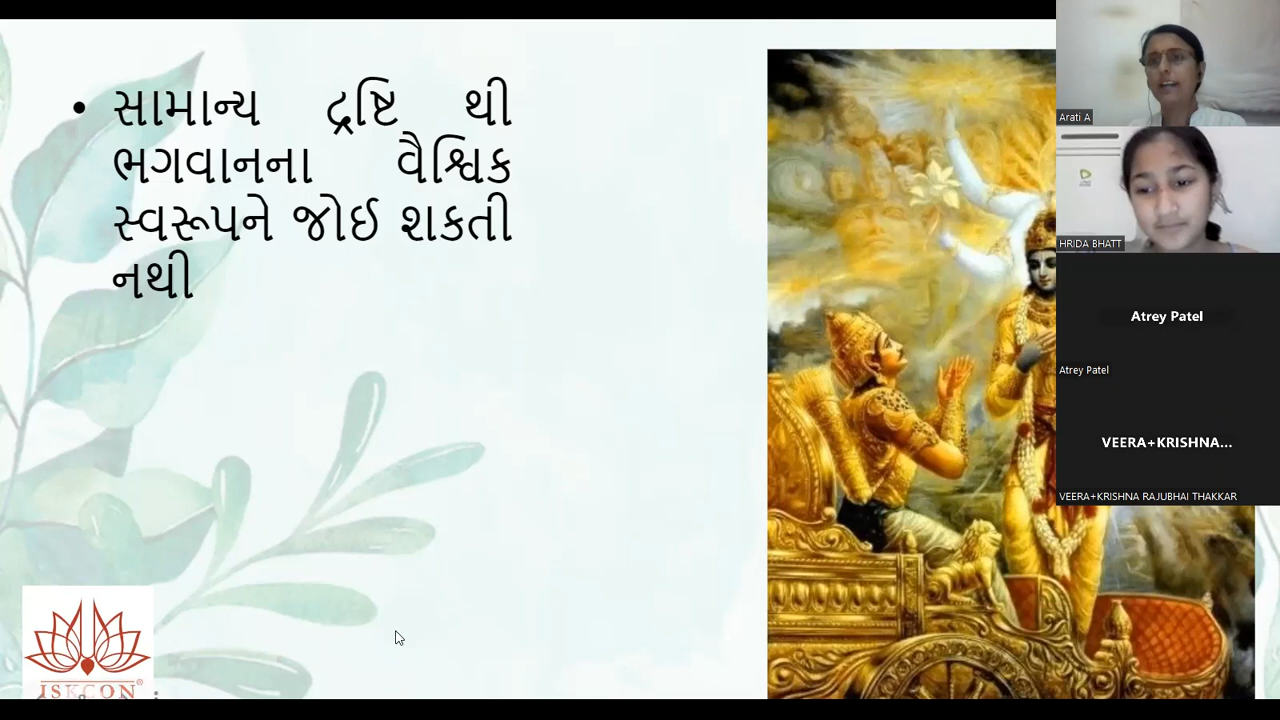 • સામાન્ય દ્રષ્ટિ થી
ભગવાનના વૈશ્વિક
સ્વરૂપને જોઈ શકતી
નથી
ISKCON®
Arati A
HRIDA BHATT
Atrey Patel
Atrey Patel
VEERA+KRISHNA...
VEERA+KRISHNA RAJUBHAI THAKKAR